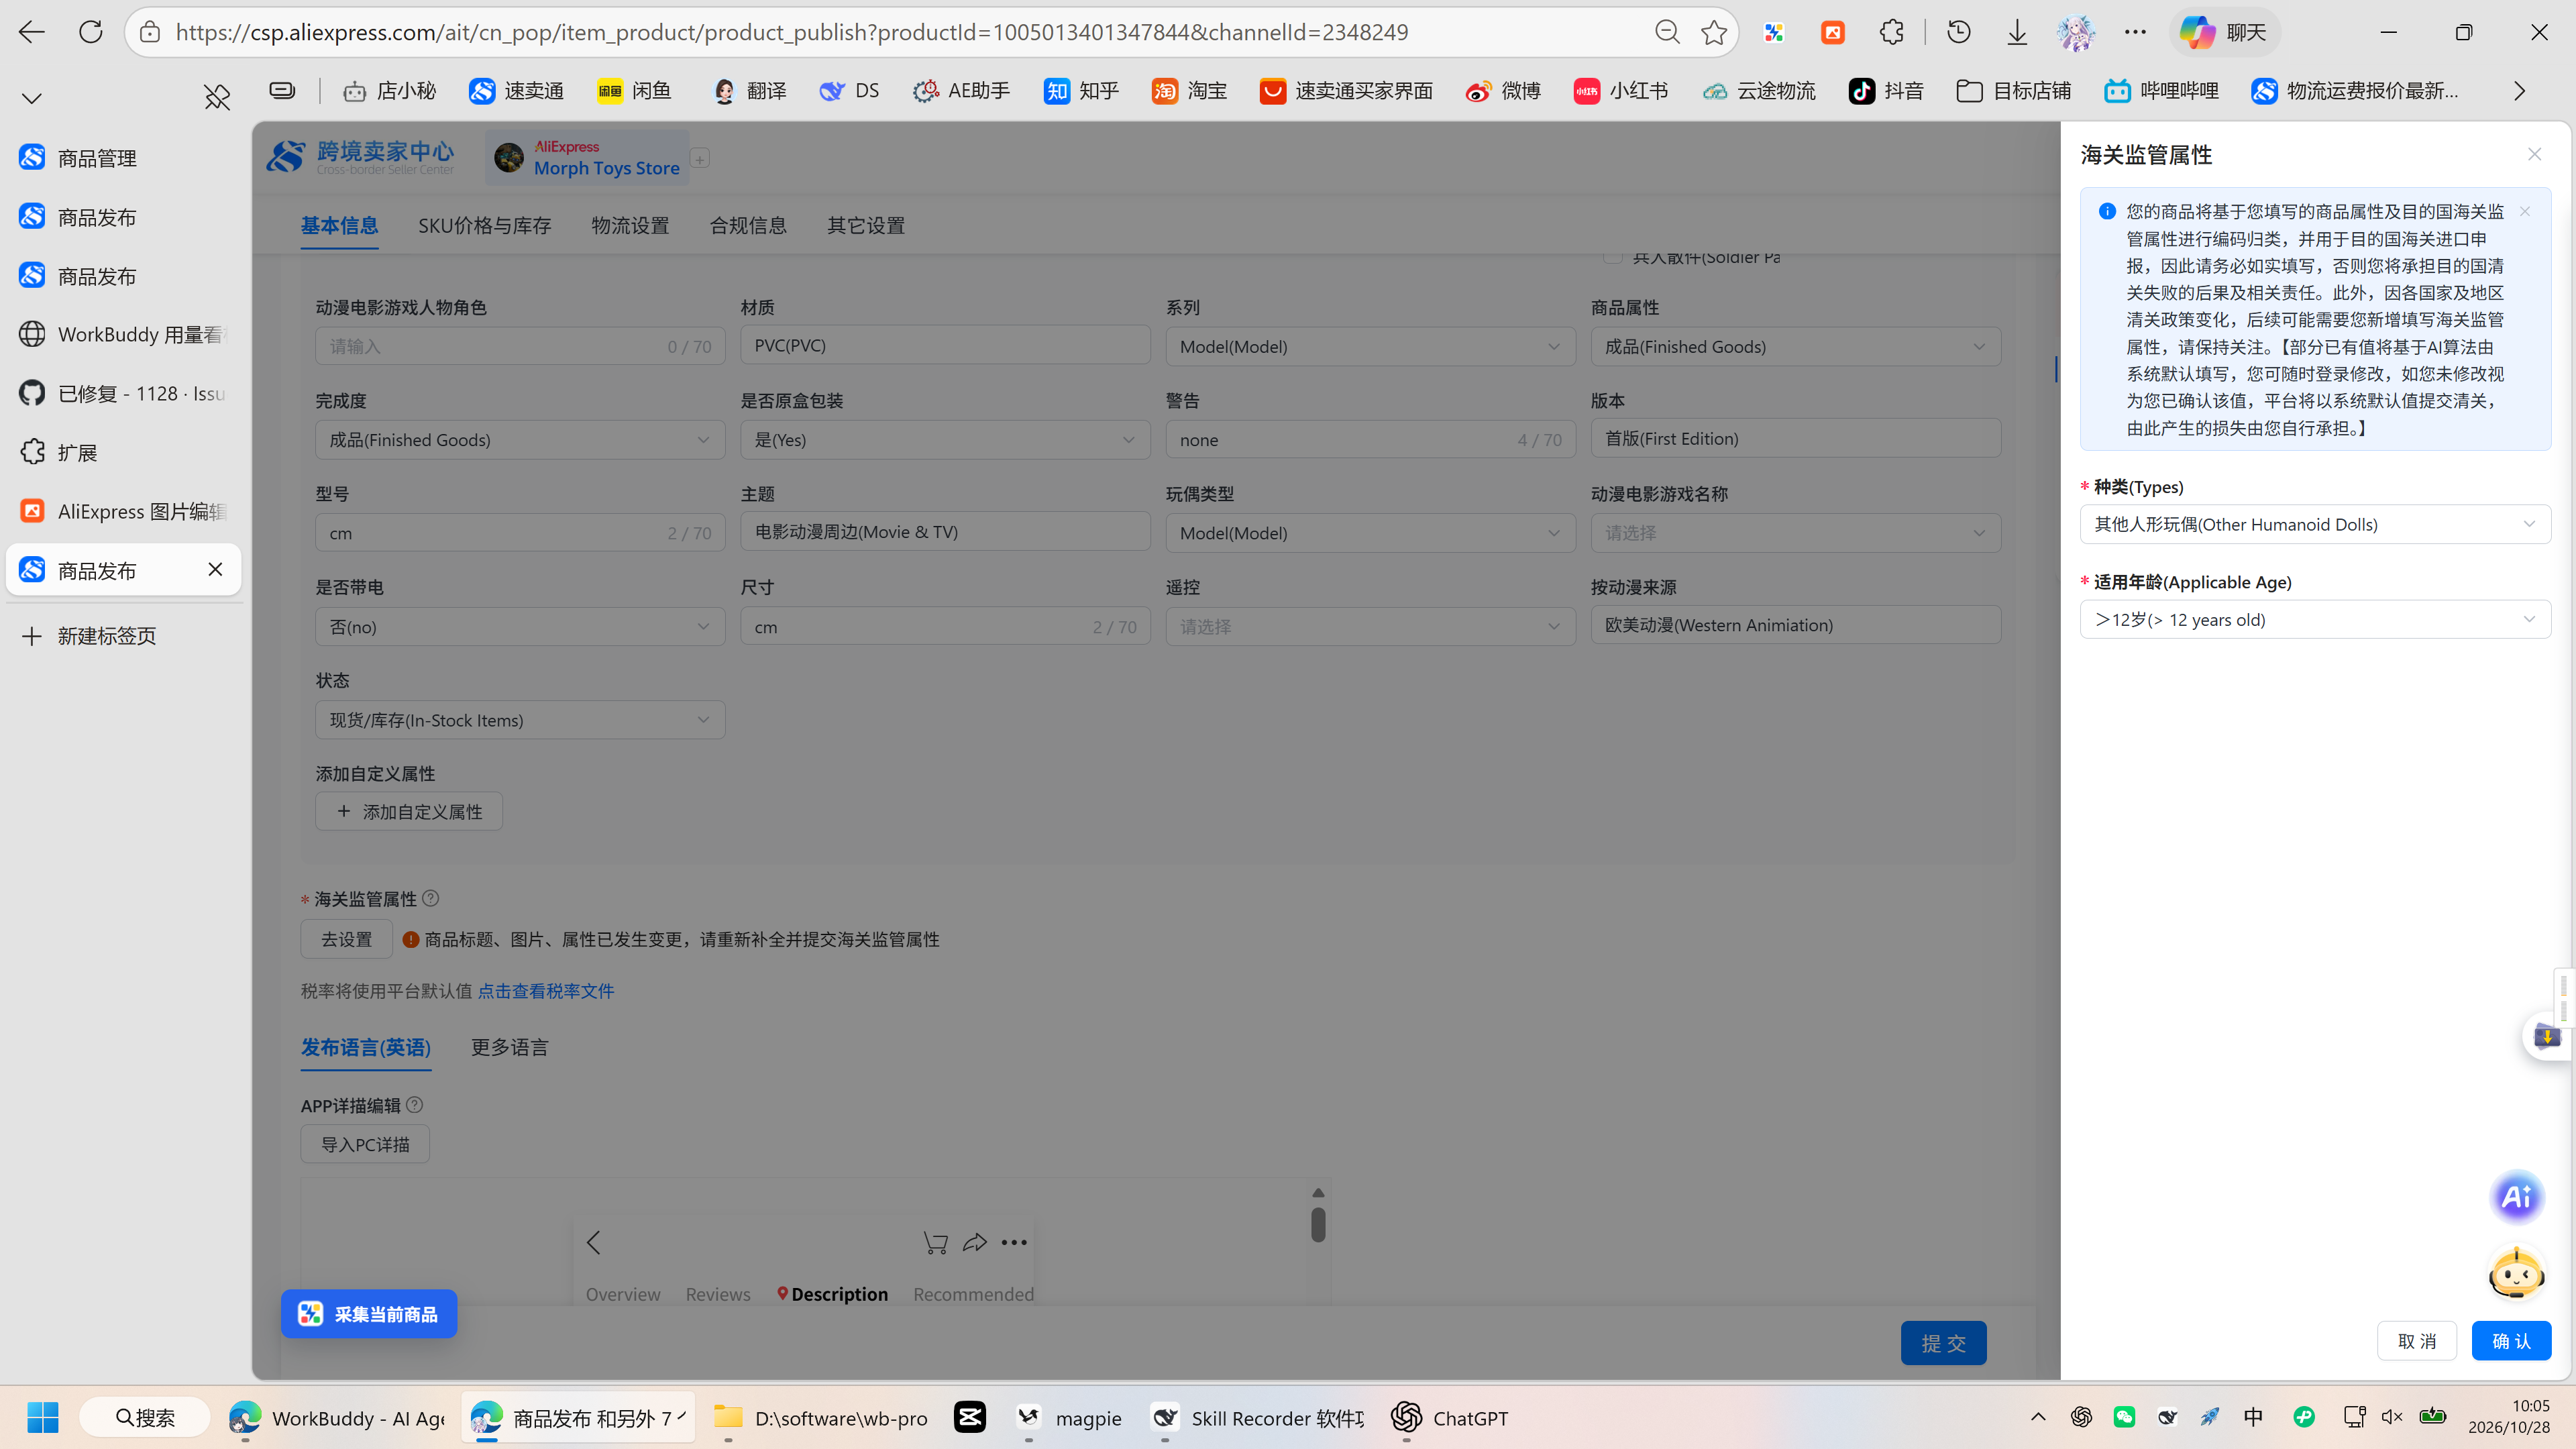 https://csp.aliexpress.com/ait/cn_pop/item_product/product_publish?productId=1005013401347844&channelId=2348249
聊天
店小秘
速卖通
闲鱼
翻译
DS
AE助手
知乎
淘宝
速卖通买家界面
微博
小红书
云途物流
抖音
目标店铺
哔哩哔哩
物流运费报价最新...
商品管理
商品发布
商品发布
WorkBuddy 用量看
已修复 - 1128 · Issu
扩展
AliExpress 图片编辑
商品发布
新建标签页
跨境卖家中心
Cross-border Seller Center
AliExpress
Morph Toys Store
基本信息
SKU价格与库存
物流设置
合规信息
其它设置
兵人散件(Soldier Pa
动漫电影游戏人物角色
材质
系列
商品属性
请输入
0 / 70
PVC(PVC)
Model(Model)
成品(Finished Goods)
完成度
是否原盒包装
警告
版本
成品(Finished Goods)
是(Yes)
none
4 / 70
首版(First Edition)
型号
主题
玩偶类型
动漫电影游戏名称
cm
2 / 70
电影动漫周边(Movie & TV)
Model(Model)
请选择
是否带电
尺寸
遥控
按动漫来源
否(no)
cm
2 / 70
请选择
欧美动漫(Western Animiation)
状态
现货/库存(In-Stock Items)
添加自定义属性
添加自定义属性
* 海关监管属性
去设置
商品标题、图片、属性已发生变更，请重新补全并提交海关监管属性
税率将使用平台默认值 点击查看税率文件
发布语言(英语)
更多语言
APP详描编辑
导入PC详描
Overview
Reviews
Description
Recommended
采集当前商品
提 交
海关监管属性
您的商品将基于您填写的商品属性及目的国海关监
管属性进行编码归类，并用于目的国海关进口申
报，因此请务必如实填写，否则您将承担目的国清
关失败的后果及相关责任。此外，因各国家及地区
清关政策变化，后续可能需要您新增填写海关监管
属性，请保持关注。【部分已有值将基于AI算法由
系统默认填写，您可随时登录修改，如您未修改视
为您已确认该值，平台将以系统默认值提交清关，
由此产生的损失由您自行承担。】
* 种类(Types)
其他人形玩偶(Other Humanoid Dolls)
* 适用年龄(Applicable Age)
＞12岁(> 12 years old)
Ai
取 消
确 认
搜索
WorkBuddy - AI Age
商品发布 和另外 7
D:\software\wb-pro
magpie
Skill Recorder 软件
ChatGPT
中
10:05
2026/10/28